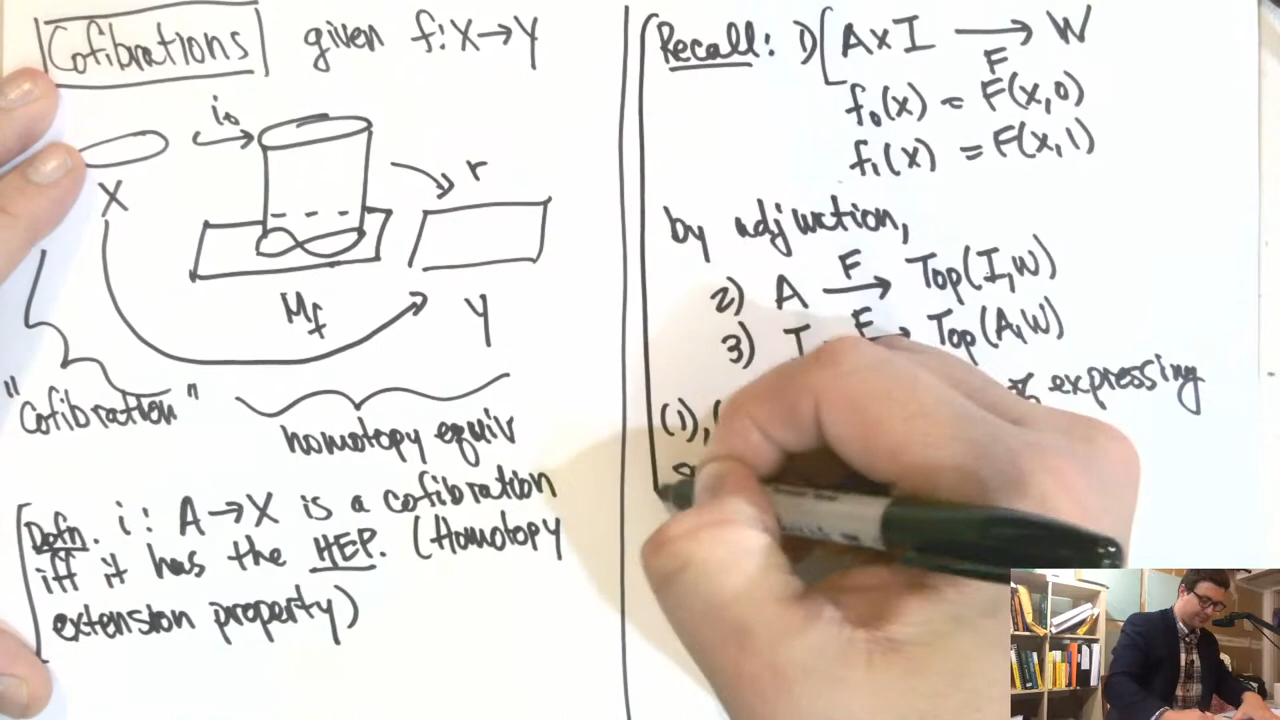 Cofibrations given f: X→Y
i₀
r
X
M_f
Y
"Cofibration"
homotopy equiv
Defn. i: A→X is a cofibration
iff it has the HEP. (Homotopy
extension property)
Recall: 1) A×I →F W
f₀(x) = F(x,0)
f₁(x) = F(x,1)
by adjunction,
2) A →F Top(I,W)
3) I →F Top(A,W)
(1), expressing